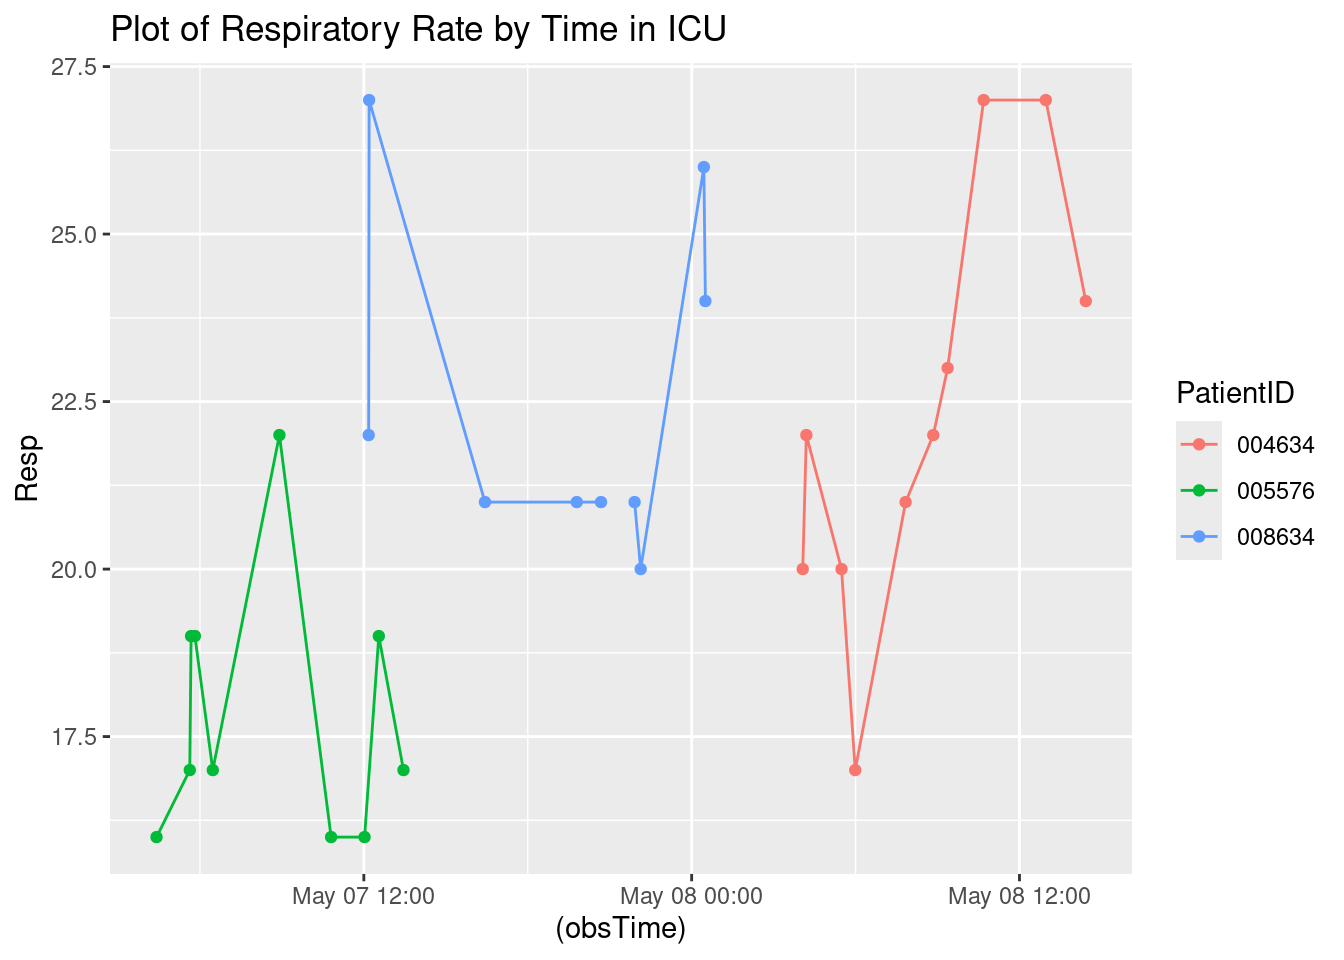 Plot of Respiratory Rate by Time in ICU
27.5
25.0
22.5
20.0
17.5
Resp
May 07 12:00
May 08 00:00
May 08 12:00
(obsTime)
PatientID
004634
005576
008634